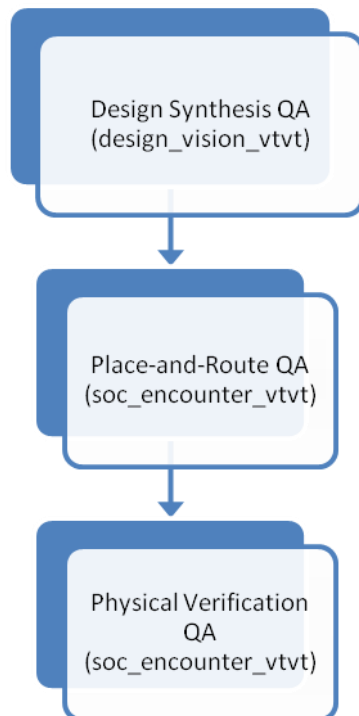 Design Synthesis QA
(design_vision_vtvt)
Place-and-Route QA
(soc_encounter_vtvt)
Physical Verification
QA
(soc_encounter_vtvt)